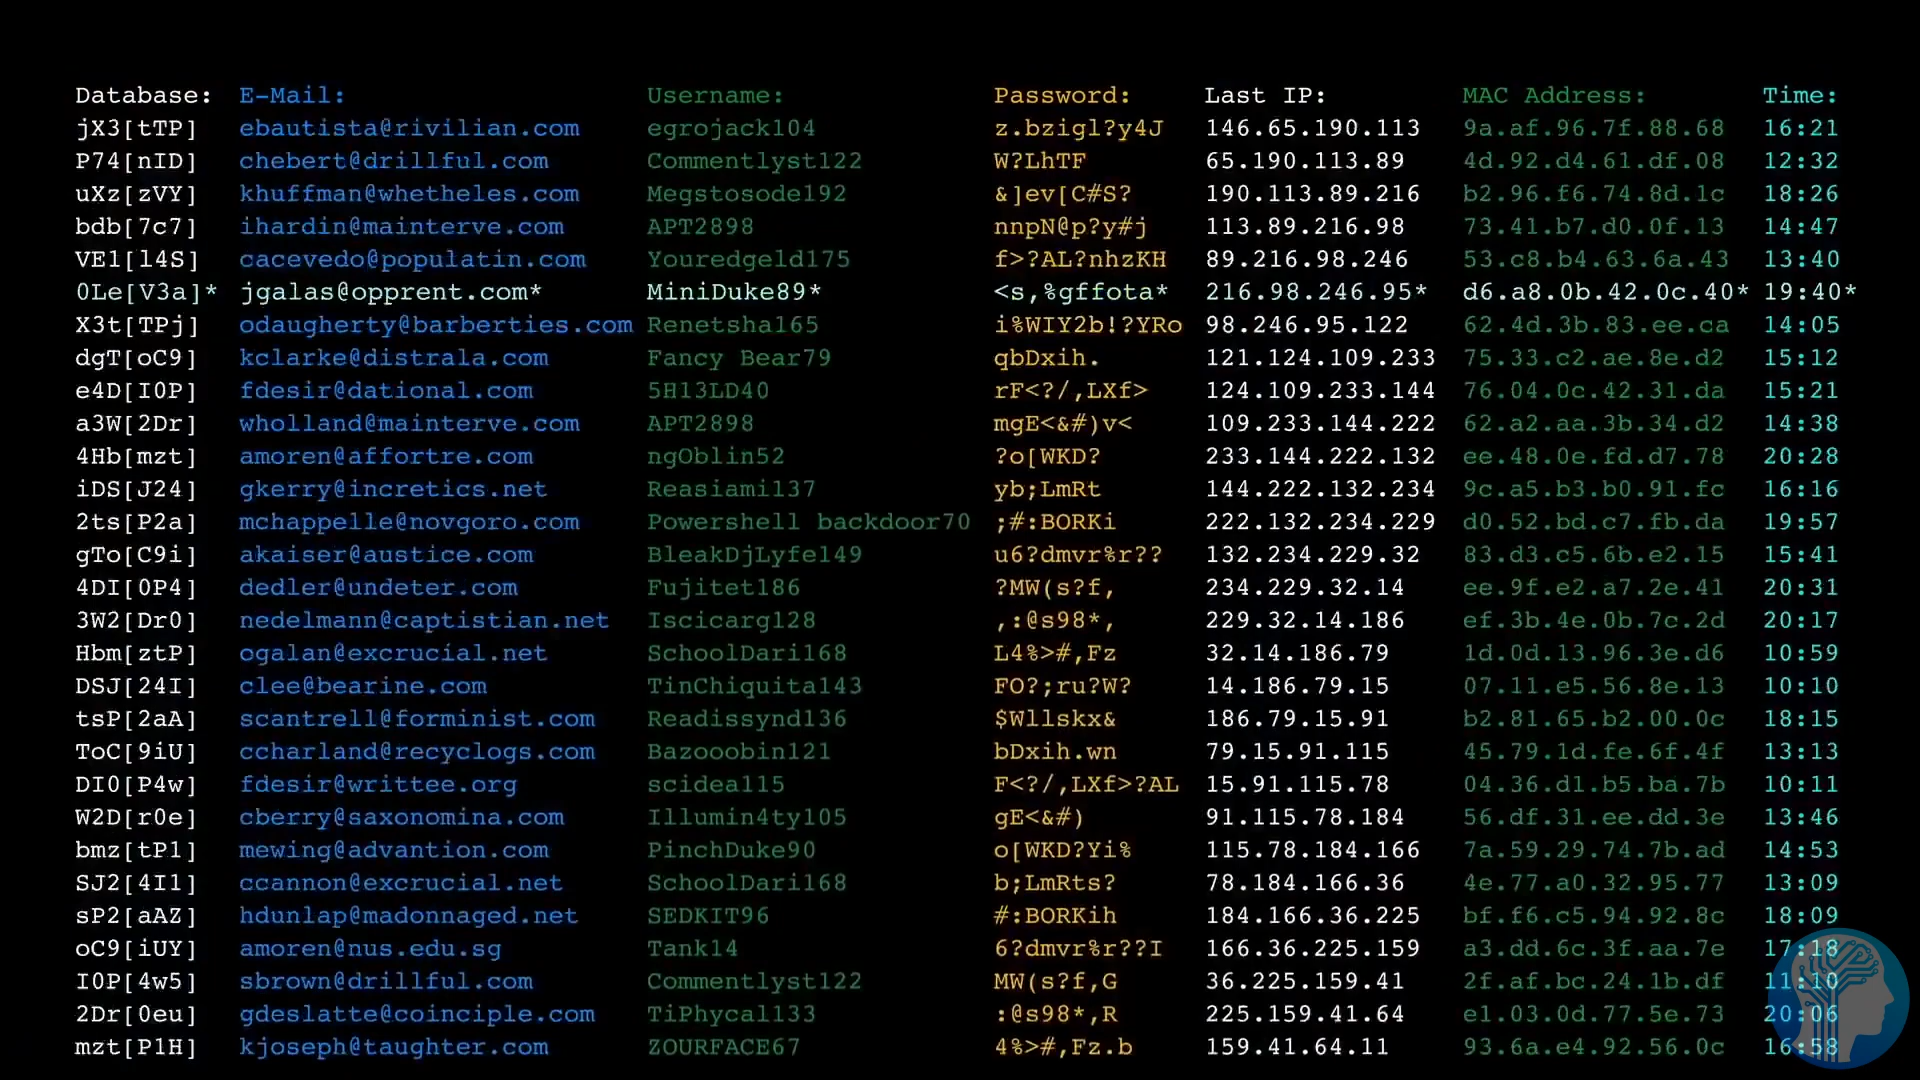 Database: E-Mail: Username: Password: Last IP: MAC Address: Time:
jX3[tTP] ebautista@rivilian.com egrojack104 z.bzigl?y4J 146.65.190.113 9a.af.96.7f.88.68 16:21
P74[nID] chebert@drillful.com Commentlyst122 W?LhTF 65.190.113.89 4d.92.d4.61.df.08 12:32
uXz[zVY] khuffman@whetheles.com Megstosode192 &]ev[C#S? 190.113.89.216 b2.96.f6.74.8d.1c 18:26
bdb[7c7] ihardin@mainterve.com APT2898 nnpN@p?y#j 113.89.216.98 73.41.b7.d0.0f.13 14:47
VE1[l4S] cacevedo@populatin.com Youredgeld175 f>?AL?nhzKH 89.216.98.246 53.c8.b4.63.6a.43 13:40
0Le[V3a]* jgalas@opprent.com* MiniDuke89* <s,%gffota* 216.98.246.95* d6.a8.0b.42.0c.40* 19:40*
X3t[TPj] odaugherty@barberties.com Renetsha165 i%WIY2b!?YRo 98.246.95.122 62.4d.3b.83.ee.ca 14:05
dgT[oC9] kclarke@distrala.com Fancy Bear79 qbDxih. 121.124.109.233 75.33.c2.ae.8e.d2 15:12
e4D[I0P] fdesir@dational.com 5H13LD40 rF<?/,LXf> 124.109.233.144 76.04.0c.42.31.da 15:21
a3W[2Dr] wholland@mainterve.com APT2898 mgE<&#)v< 109.233.144.222 62.a2.aa.3b.34.d2 14:38
4Hb[mzt] amoren@affortre.com ngOblin52 ?o[WKD? 233.144.222.132 ee.48.0e.fd.d7.78 20:28
iDS[J24] gkerry@incretics.net Reasiami137 yb;LmRt 144.222.132.234 9c.a5.b3.b0.91.fc 16:16
2ts[P2a] mchappelle@novgoro.com Powershell backdoor70 ;#:BORKi 222.132.234.229 d0.52.bd.c7.fb.da 19:57
gTo[C9i] akaiser@austice.com BleakDjLyfe149 u6?dmvr%r?? 132.234.229.32 83.d3.c5.6b.e2.15 15:41
4DI[0P4] dedler@undeter.com Fujitet186 ?MW(s?f, 234.229.32.14 ee.9f.e2.a7.2e.41 20:31
3W2[Dr0] nedelmann@captistian.net Iscicarg128 ,:@s98*, 229.32.14.186 ef.3b.4e.0b.7c.2d 20:17
Hbm[ztP] ogalan@excrucial.net SchoolDari168 L4%>#,Fz 32.14.186.79 1d.0d.13.96.3e.d6 10:59
DSJ[24I] clee@bearine.com TinChiquita143 FO?;ru?W? 14.186.79.15 07.11.e5.56.8e.13 10:10
tsP[2aA] scantrell@forminist.com Readissynd136 $Wllskx& 186.79.15.91 b2.81.65.b2.00.0c 18:15
ToC[9iU] ccharland@recyclogs.com Bazooobin121 bDxih.wn 79.15.91.115 45.79.1d.fe.6f.4f 13:13
DI0[P4w] fdesir@writtee.org scidea115 F<?/,LXf>?AL 15.91.115.78 04.36.d1.b5.ba.7b 10:11
W2D[r0e] cberry@saxonomina.com Illumin4ty105 gE<&#) 91.115.78.184 56.df.31.ee.dd.3e 13:46
bmz[tP1] mewing@advantion.com PinchDuke90 o[WKD?Yi% 115.78.184.166 7a.59.29.74.7b.ad 14:53
SJ2[4I1] ccannon@excrucial.net SchoolDari168 b;LmRts? 78.184.166.36 4e.77.a0.32.95.77 13:09
sP2[aAZ] hdunlap@madonnaged.net SEDKIT96 #:BORKih 184.166.36.225 bf.f6.c5.94.92.8c 18:09
oC9[iUY] amoren@nus.edu.sg Tank14 6?dmvr%r??I 166.36.225.159 a3.dd.6c.3f.aa.7e 17:18
I0P[4w5] sbrown@drillful.com Commentlyst122 MW(s?f,G 36.225.159.41 2f.af.bc.24.1b.df 11:10
2Dr[0eu] gdeslatte@coinciple.com TiPhycal133 :@s98*,R 225.159.41.64 e1.03.0d.77.5e.73 20:06
mzt[P1H] kjoseph@taughter.com ZOURFACE67 4%>#,Fz.b 159.41.64.11 93.6a.e4.92.56.0c 16:58